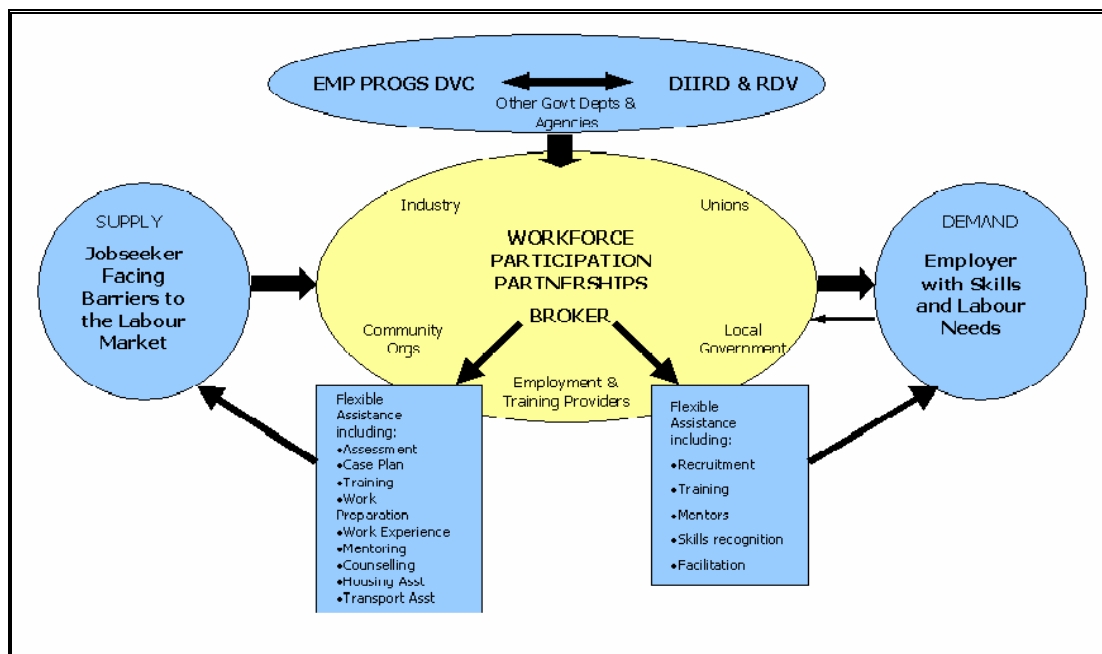 EMP PROGS DVC
DIIRD & RDV
Other Govt Depts &
Agencies
Industry
Unions
WORKFORCE
PARTICIPATION
PARTNERSHIPS
BROKER
Community
Orgs
Local
Government
Employment &
Training Providers
SUPPLY
Jobseeker
Facing
Barriers to
the Labour
Market
DEMAND
Employer
with Skills
and Labour
Needs
Flexible
Assistance
including:
•Assessment
•Case Plan
•Training
•Work
Preparation
•Work Experience
•Mentoring
•Counselling
•Housing Asst
•Transport Asst
Flexible
Assistance
including:
•Recruitment
•Training
•Mentors
•Skills recognition
•Facilitation